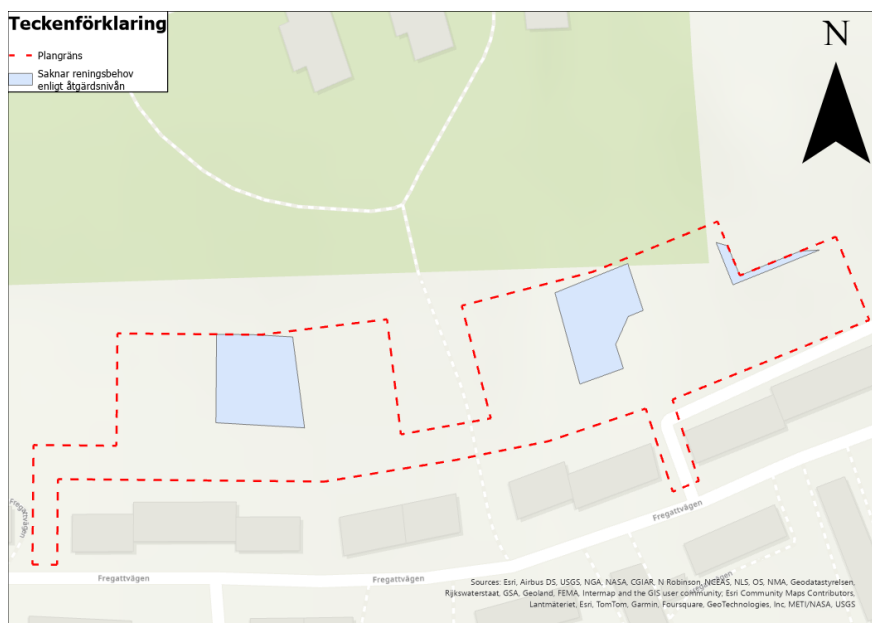 Teckenförklaring
Plangräns
Saknar reningsbehov
enligt åtgärdsnivån
N
Fregattvägen
Fregattvägen
Fregattvägen
Fregattvägen
Sources: Esri, Airbus DS, USGS, NGA, NASA, CGIAR, N Robinson, NCEAS, NLS, OS, NMA, Geodatastyrelsen,
Rijkswaterstaat, GSA, Geoland, FEMA, Intermap and the GIS user community; Esri Community Maps Contributors,
Lantmäteriet, Esri, TomTom, Garmin, Foursquare, GeoTechnologies, Inc, METI/NASA, USGS